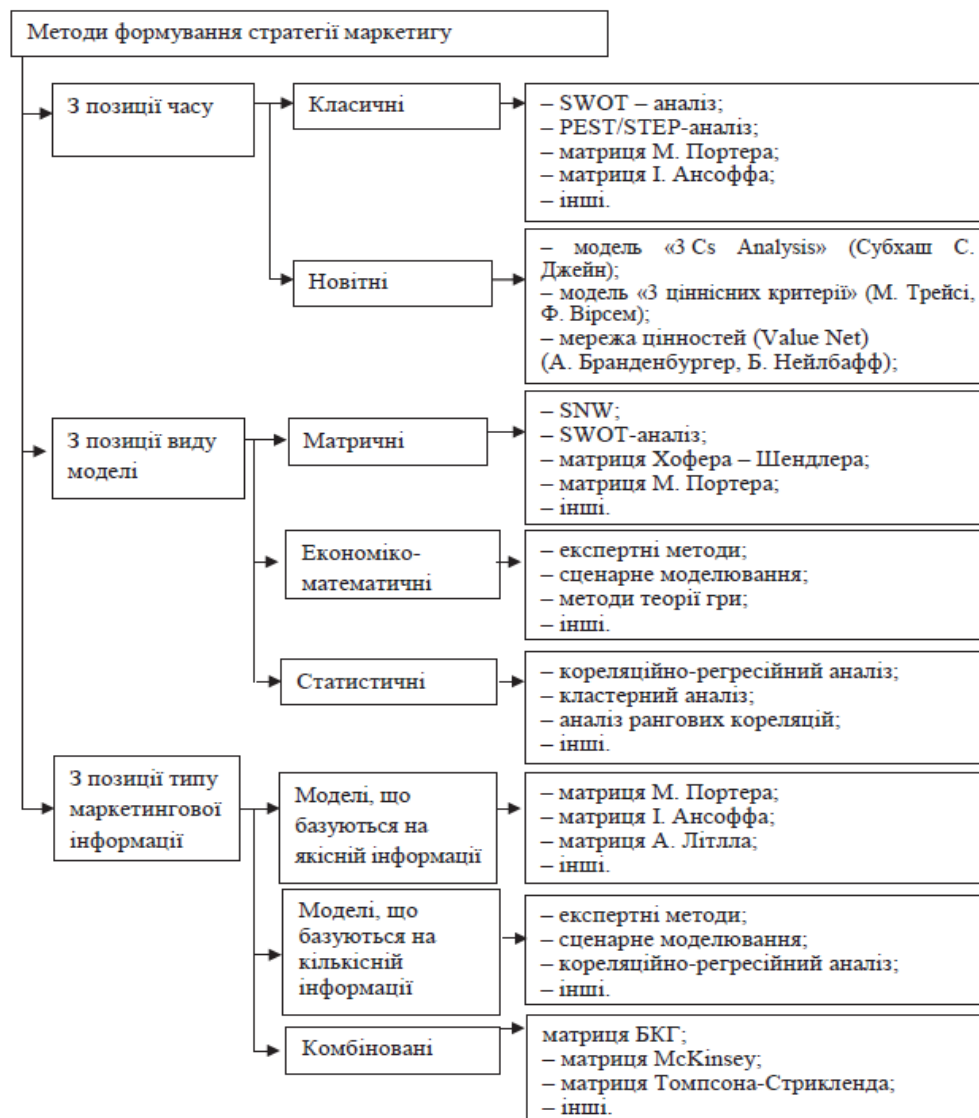 Методи формування стратегії маркетигу
З позиції часу
Класичні
– SWOT – аналіз;
– PEST/STEP-аналіз;
– матриця М. Портера;
– матриця І. Ансоффа;
– інші.
Новітні
– модель «3 Cs Analysis» (Субхаш С.
Джейн);
– модель «3 ціннісних критерії» (М. Трейсі,
Ф. Вірсем);
– мережа цінностей (Value Net)
(А. Бранденбургер, Б. Нейлбафф);
З позиції виду
моделі
Матричні
– SNW;
– SWOT-аналіз;
– матриця Хофера – Шендлера;
– матриця М. Портера;
– інші.
Економіко-
математичні
– експертні методи;
– сценарне моделювання;
– методи теорії гри;
– інші.
Статистичні
– кореляційно-регресійний аналіз;
– кластерний аналіз;
– аналіз рангових кореляцій;
– інші.
З позиції типу
маркетингової
інформації
Моделі, що
базуються на
якісній інформації
– матриця М. Портера;
– матриця І. Ансоффа;
– матриця А. Літлла;
– інші.
Моделі, що
базуються на
кількісній
інформації
– експертні методи;
– сценарне моделювання;
– кореляційно-регресійний аналіз;
– інші.
Комбіновані
матриця БКГ;
– матриця McKinsey;
– матриця Томпсона-Стрикленда;
– інші.